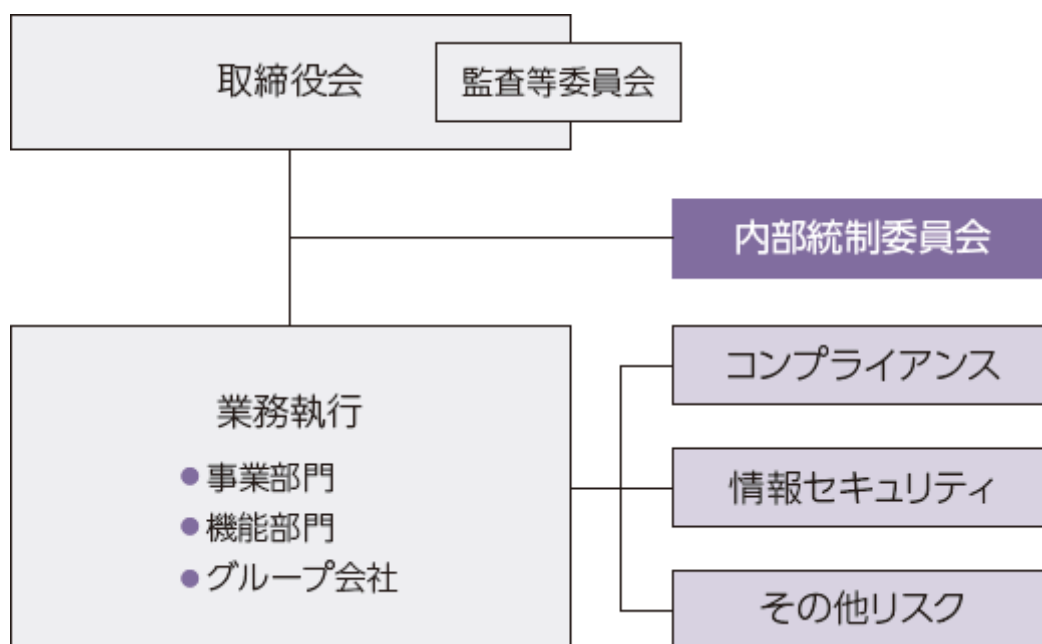 取締役会
監査等委員会
内部統制委員会
業務執行
事業部門
機能部門
グループ会社
コンプライアンス
情報セキュリティ
その他リスク